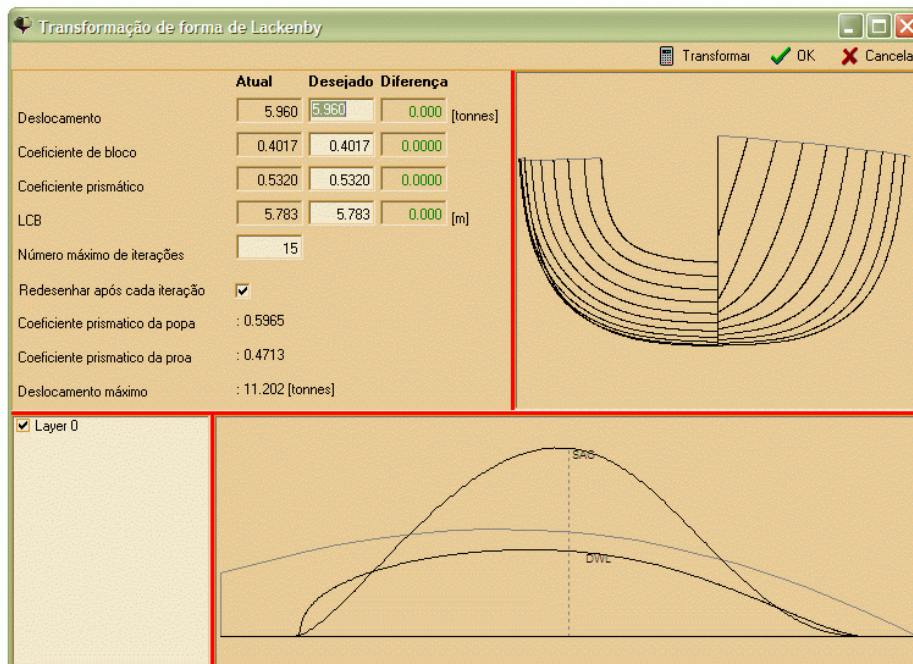 Transformação de forma de Lackenby
Transformar OK Cancela
Atual Desejado Diferença
Deslocamento 5.960 5.960 0.000 [tonnes]
Coeficiente de bloco 0.4017 0.4017 0.0000
Coeficiente prismático 0.5320 0.5320 0.0000
LCB 5.783 5.783 0.000 [m]
Número máximo de iterações 15
Redesenhar após cada iteração
Coeficiente prismatico da popa : 0.5965
Coeficiente prismatico da proa : 0.4713
Deslocamento máximo : 11.202 [tonnes]
Layer 0
SAC
DWL